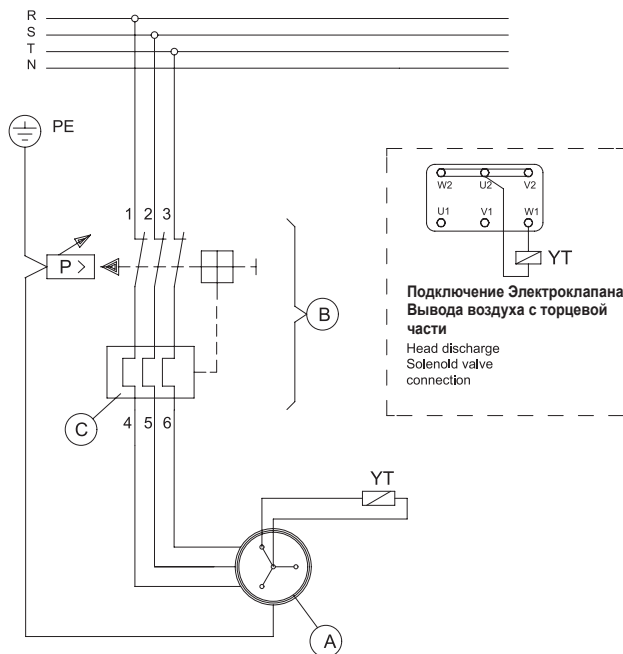 R
S
T
N
PE
W2 U2 V2
U1 V1 W1
YT
1 2 3
P >
B
Подключение Электроклапана
Вывода воздуха с торцевой
части
Head discharge
Solenoid valve
connection
C
4 5 6
YT
A